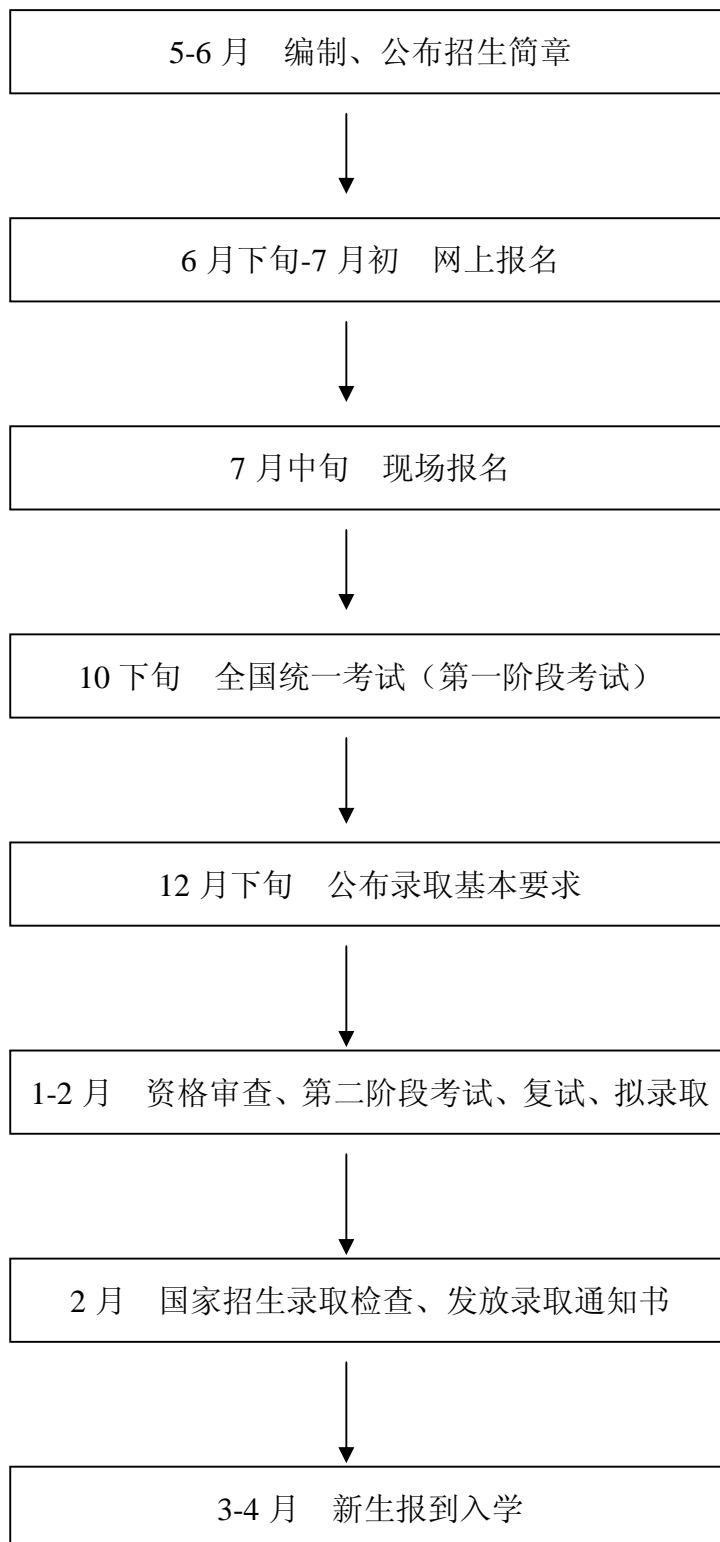 5-6 月　编制、公布招生简章
6 月下旬-7 月初　网上报名
7 月中旬　现场报名
10 下旬　全国统一考试（第一阶段考试）
12 月下旬　公布录取基本要求
1-2 月　资格审查、第二阶段考试、复试、拟录取
2 月　国家招生录取检查、发放录取通知书
3-4 月　新生报到入学